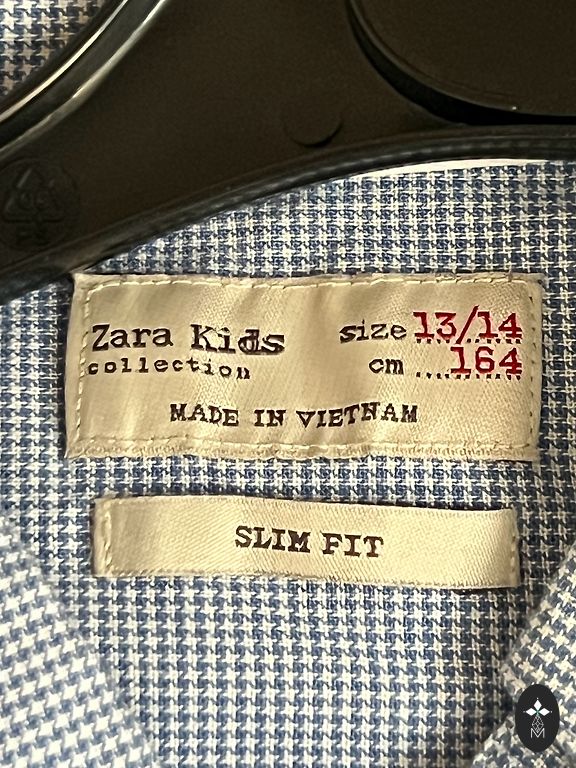 Zara Kids size 13/14
collection cm 164
MADE IN VIETNAM
SLIM FIT
M